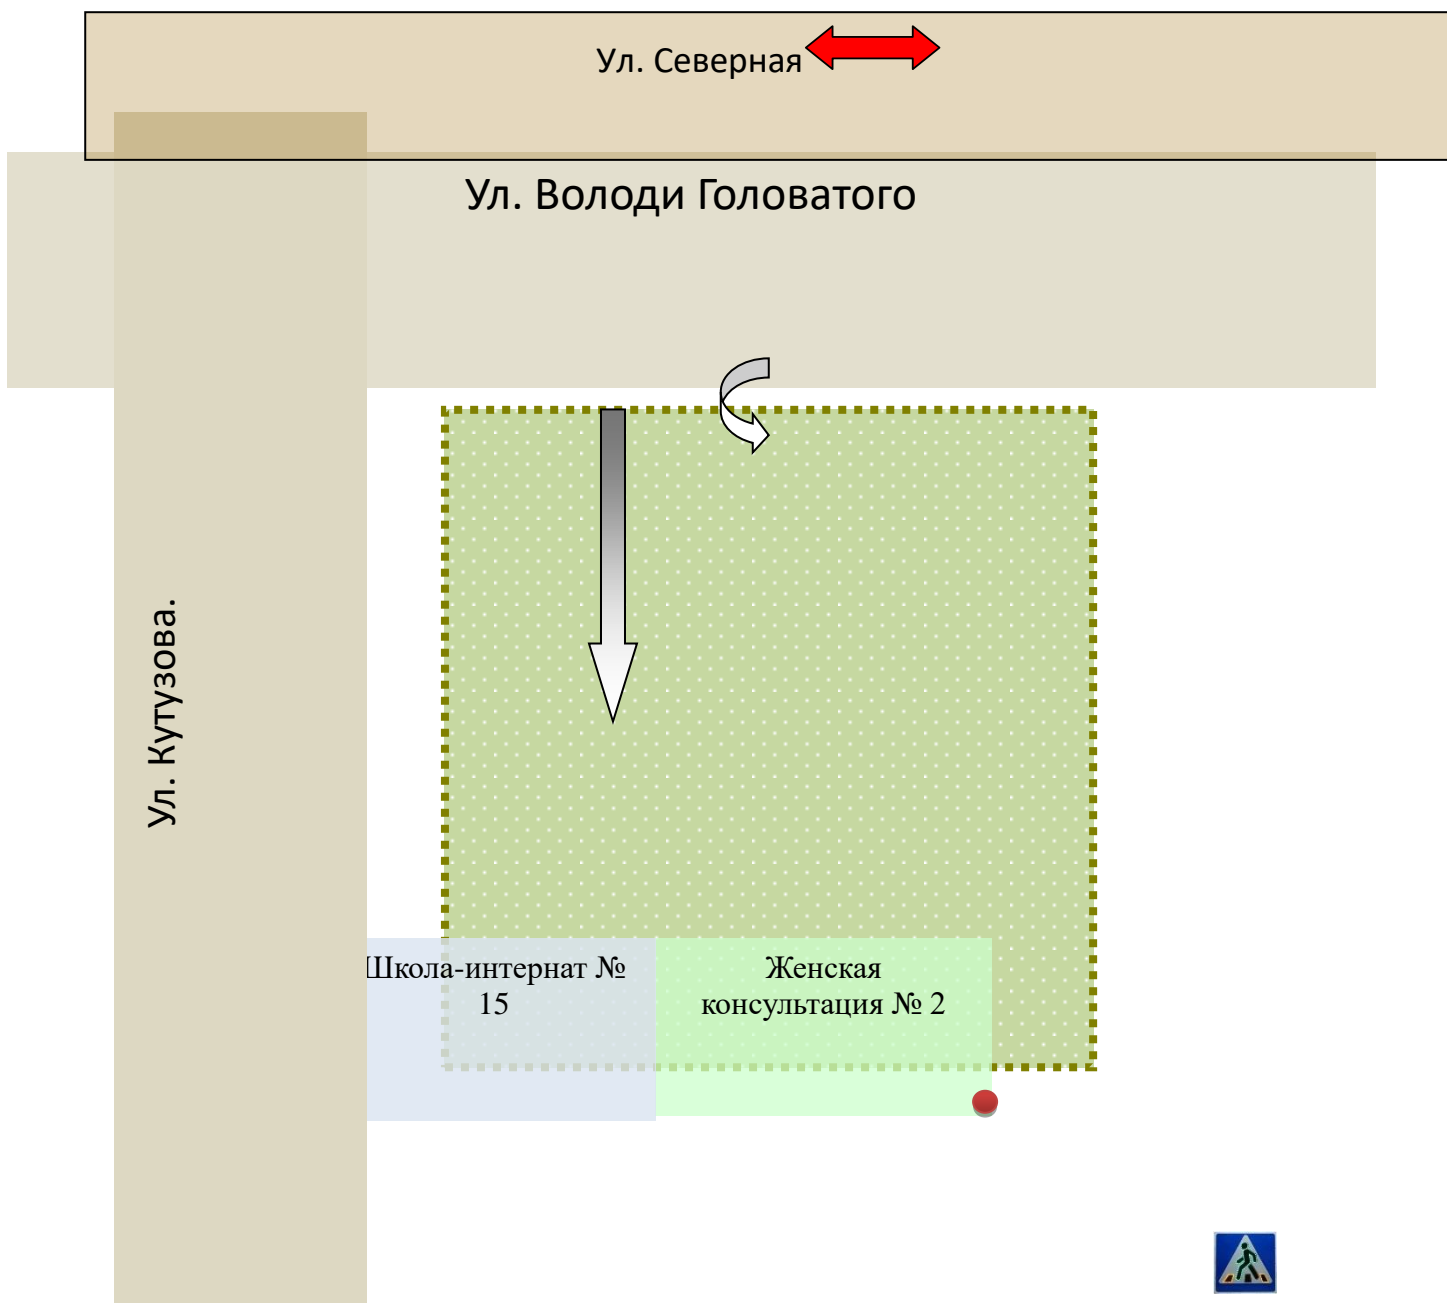 Ул. Северная
Ул. Володи Головатого
Ул. Кутузова.
Школа-интернат №
15
Женская
консультация № 2